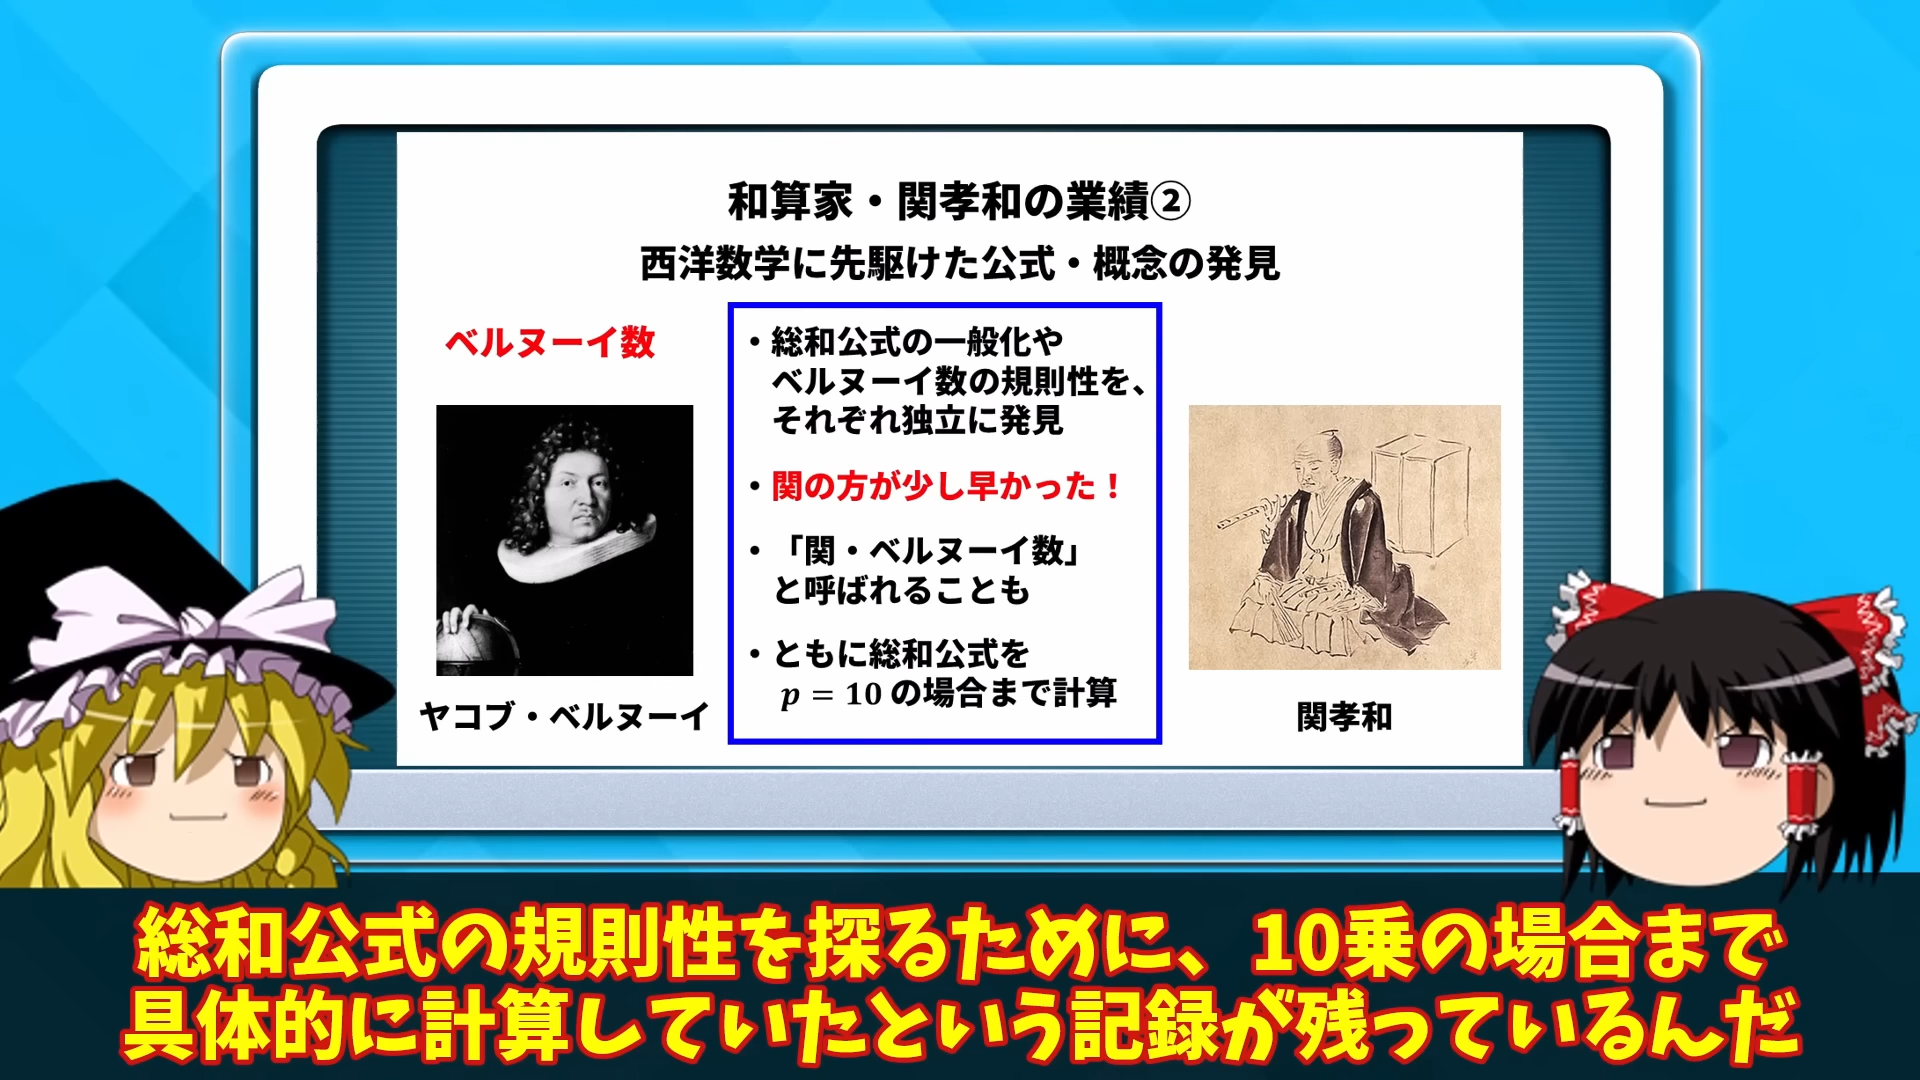 和算家・関孝和の業績②
西洋数学に先駆けた公式・概念の発見
ベルヌーイ数
・総和公式の一般化や
ベルヌーイ数の規則性を、
それぞれ独立に発見
・関の方が少し早かった！
・「関・ベルヌーイ数」
と呼ばれることも
・ともに総和公式を
p = 10 の場合まで計算
ヤコブ・ベルヌーイ
関孝和
総和公式の規則性を探るために、10乗の場合まで
具体的に計算していたという記録が残っているんだ